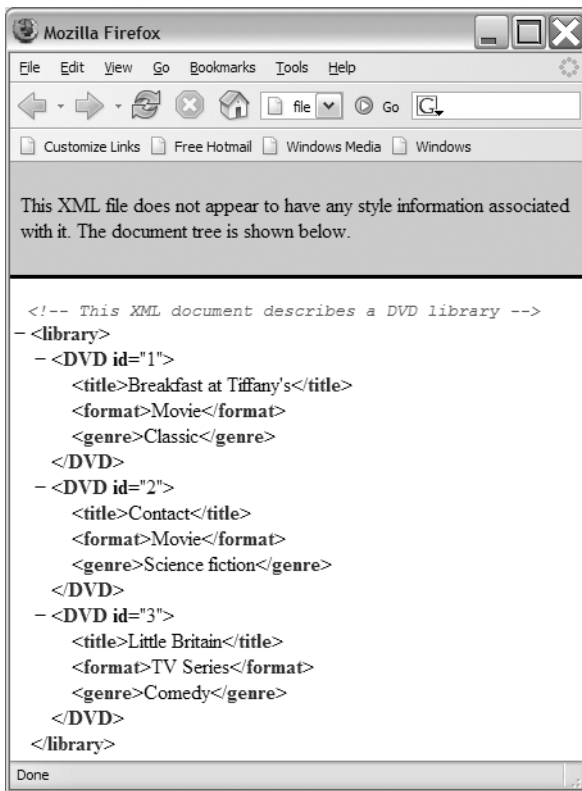 Mozilla Firefox
File Edit View Go Bookmarks Tools Help
file Go G
Customize Links Free Hotmail Windows Media Windows
This XML file does not appear to have any style information associated
with it. The document tree is shown below.
<!-- This XML document describes a DVD library -->
− <library>
− <DVD id="1">
<title>Breakfast at Tiffany's</title>
<format>Movie</format>
<genre>Classic</genre>
</DVD>
− <DVD id="2">
<title>Contact</title>
<format>Movie</format>
<genre>Science fiction</genre>
</DVD>
− <DVD id="3">
<title>Little Britain</title>
<format>TV Series</format>
<genre>Comedy</genre>
</DVD>
</library>
Done